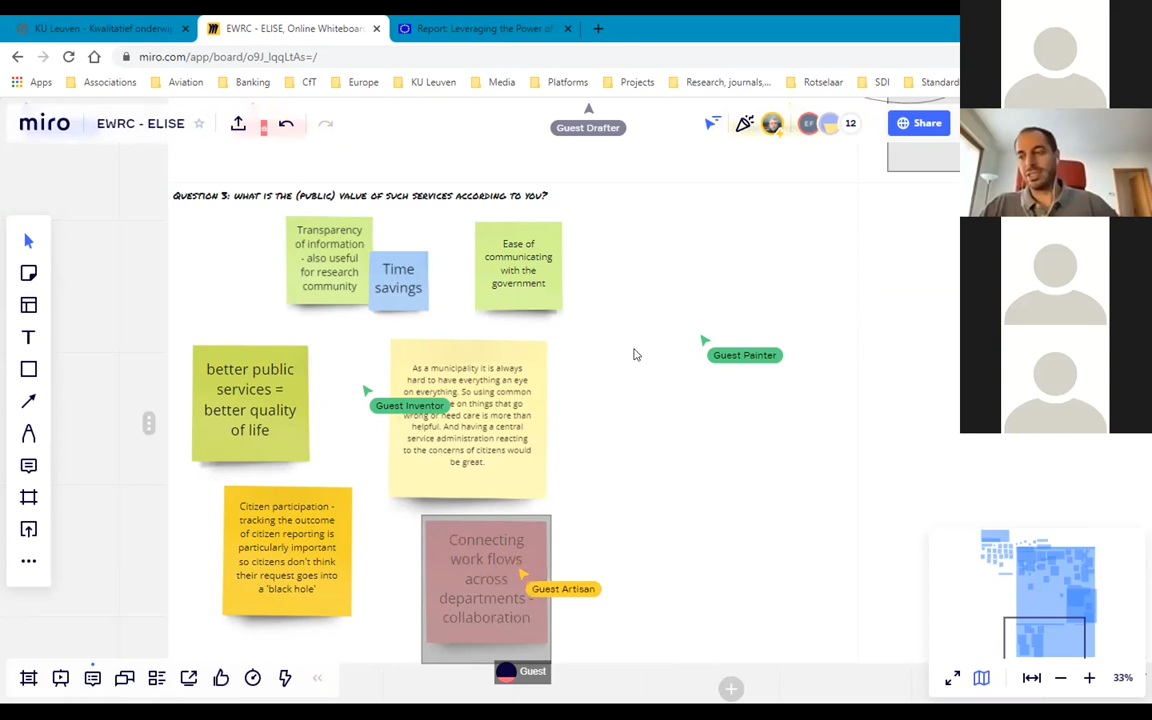 KU Leuven - Kwalitatief onderwij
EWRC - ELISE, Online Whiteboar
Report: Leveraging the Power of
miro.com/app/board/o9J_lqqLtAs=/
Apps
Associations
Aviation
Banking
CfT
Europe
KU Leuven
Media
Platforms
Projects
Research, journals,...
Rotselaar
SDI
Standard
miro
EWRC - ELISE
Guest Drafter
EF
12
Share
QUESTION 3: WHAT IS THE (PUBLIC) VALUE OF SUCH SERVICES ACCORDING TO YOU?
Transparency
of information
- also useful
for research
community
Time
savings
Ease of
communicating
with the
government
Guest Painter
better public
services =
better quality
of life
Guest Inventor
As a municipality it is always
hard to have everything an eye
on everything. So using common
e on things that go
wrong or need care is more than
helpful. And having a central
service administration reacting
to the concerns of citizens would
be great.
Citizen participation -
tracking the outcome
of citizen reporting is
particularly important
so citizens don't think
their request goes into
a 'black hole'
Connecting
work flows
across
departments -
collaboration
Guest Artisan
Guest
33%